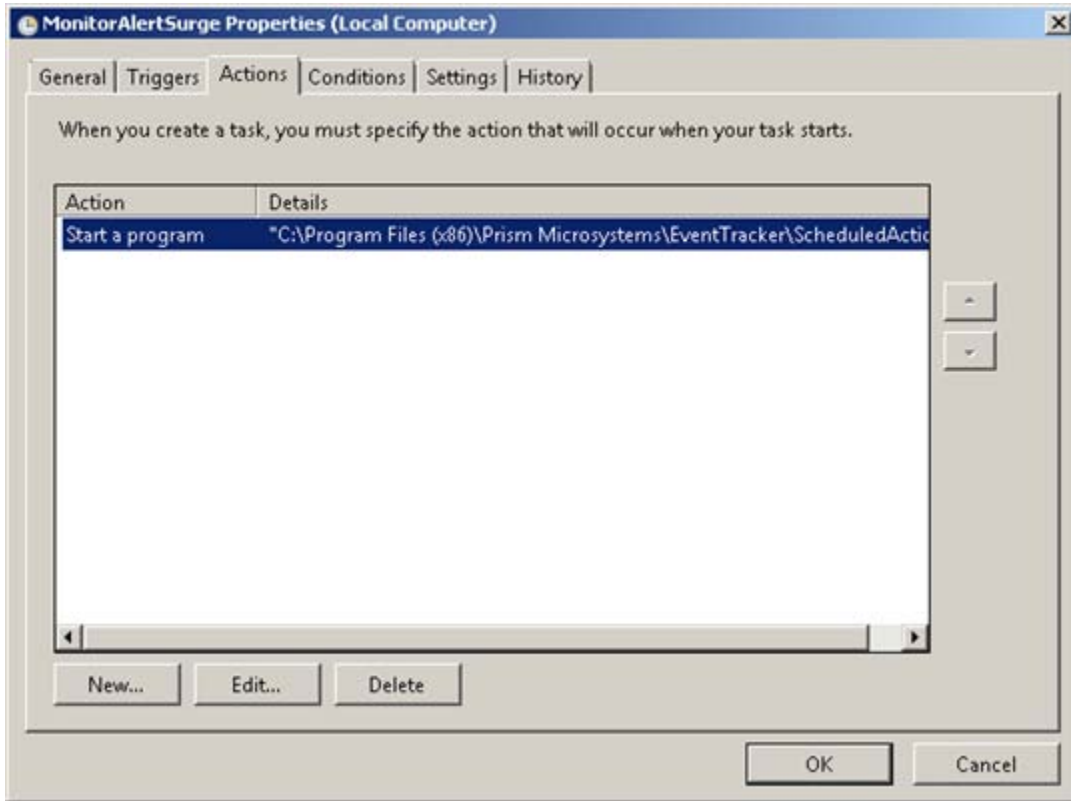 MonitorAlertSurge Properties (Local Computer)
General Triggers Actions Conditions Settings History
When you create a task, you must specify the action that will occur when your task starts.
Action Details
Start a program "C:\Program Files (x86)\Prism Microsystems\EventTracker\ScheduledActic
New... Edit... Delete
OK Cancel